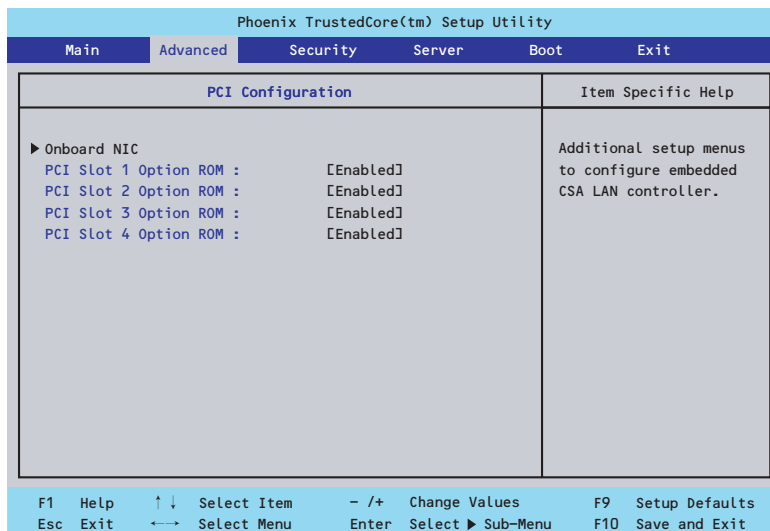 Phoenix TrustedCore(tm) Setup Utility
Main Advanced Security Server Boot Exit
PCI Configuration
Item Specific Help
▶ Onboard NIC
PCI Slot 1 Option ROM : [Enabled]
PCI Slot 2 Option ROM : [Enabled]
PCI Slot 3 Option ROM : [Enabled]
PCI Slot 4 Option ROM : [Enabled]
Additional setup menus
to configure embedded
CSA LAN controller.
F1 Help ↑↓ Select Item - /+ Change Values F9 Setup Defaults
Esc Exit ←→ Select Menu Enter Select ▶ Sub-Menu F10 Save and Exit